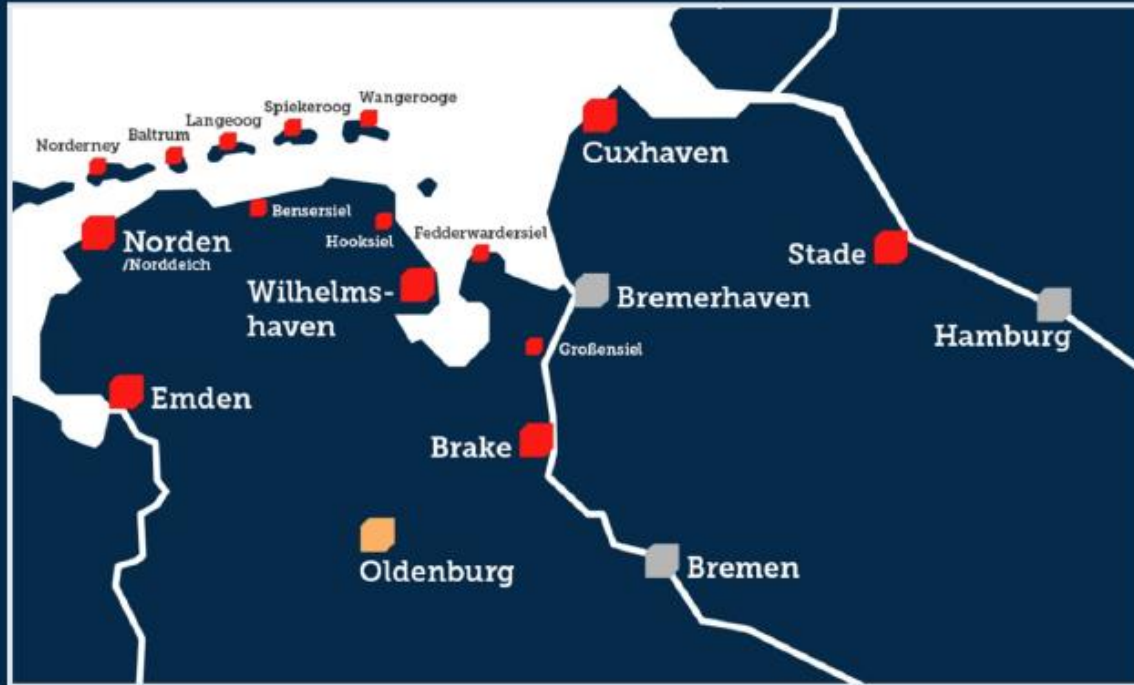 Wangerooge
Spiekeroog
Langeoog
Baltrum
Norderney
Cuxhaven
Bensersiel
Hooksiel
Fedderwardersiel
Norden
/Norddeich
Stade
Wilhelms-
haven
Bremerhaven
Hamburg
Großensiel
Emden
Brake
Oldenburg
Bremen